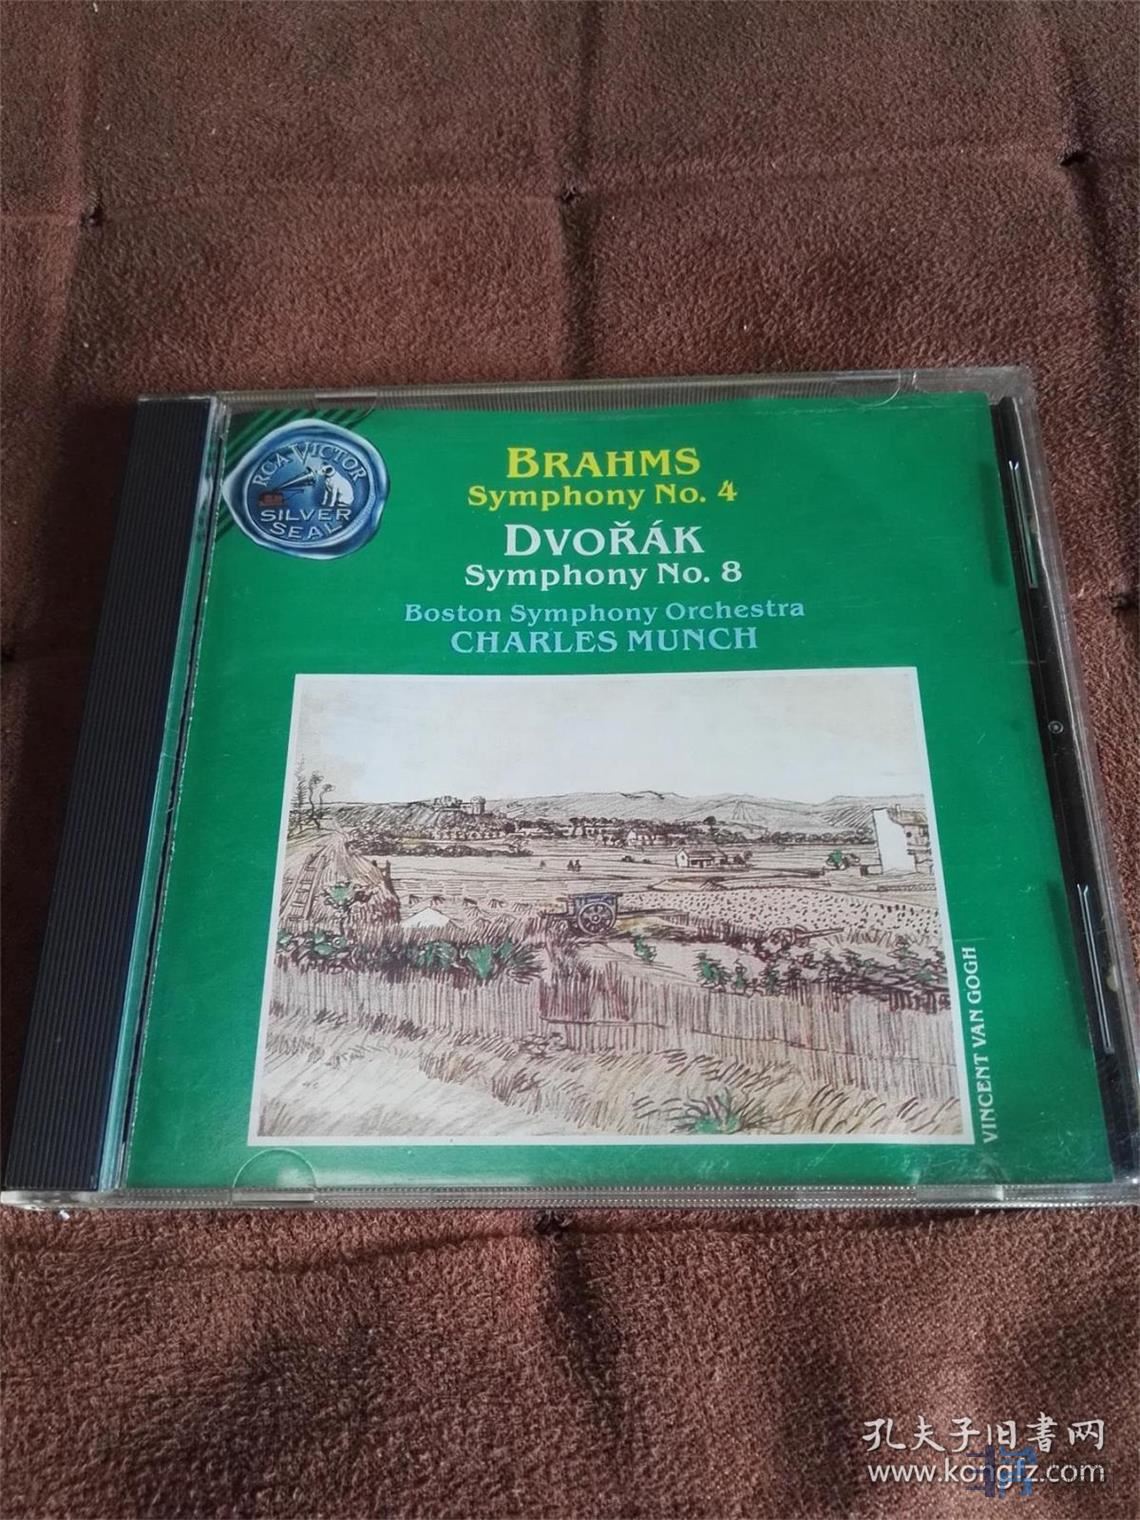 RCA VICTOR
SILVER
SEAL
BRAHMS
Symphony No. 4
DVOŘÁK
Symphony No. 8
Boston Symphony Orchestra
CHARLES MUNCH
VINCENT VAN GOGH
孔夫子旧书网
www.kongfz.com